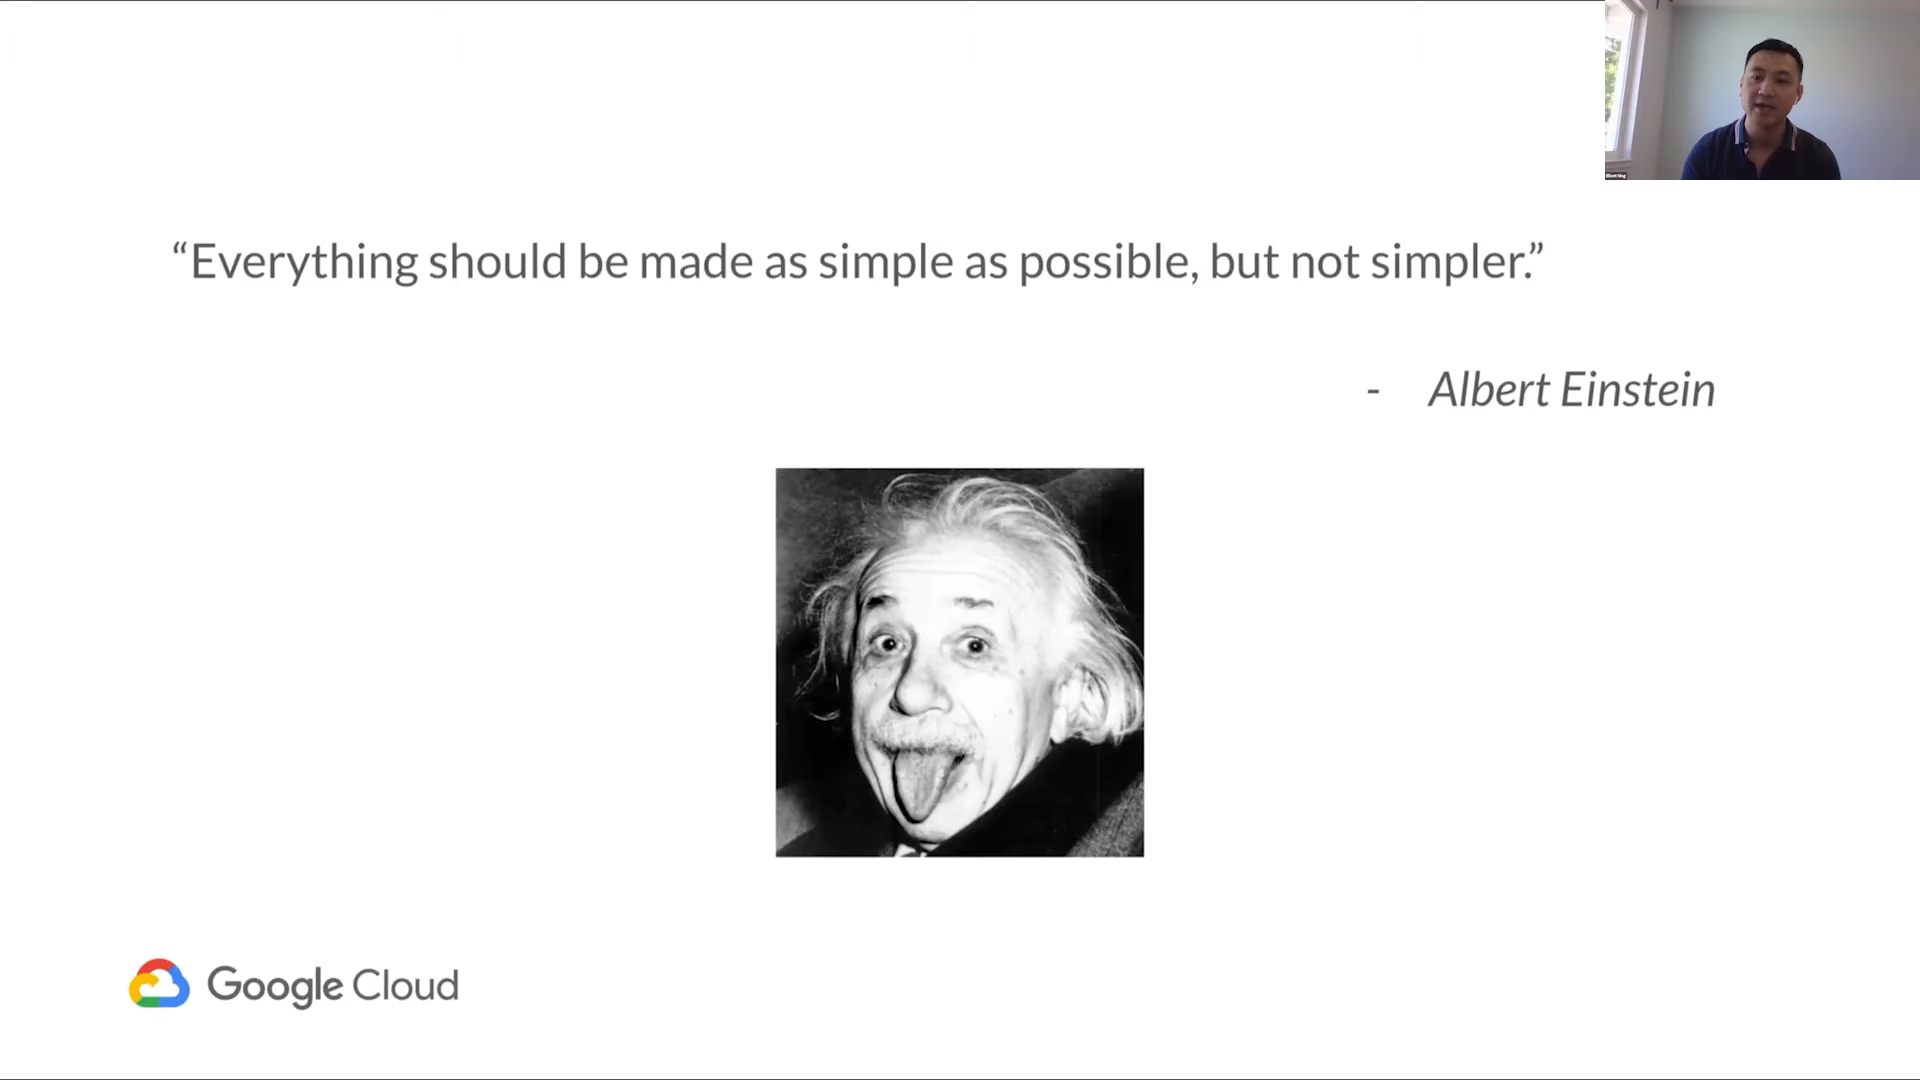 “Everything should be made as simple as possible, but not simpler.”
- Albert Einstein
Google Cloud